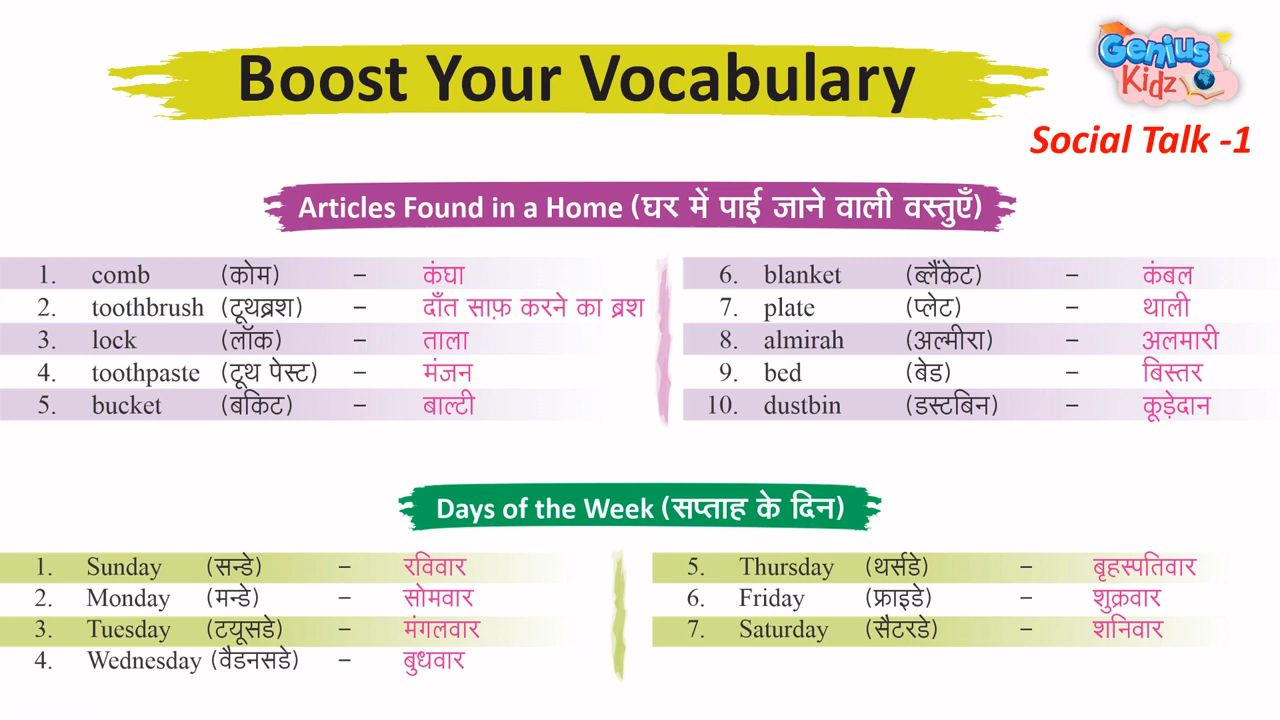 Boost Your Vocabulary
Genius
Kidz
Social Talk -1
Articles Found in a Home (घर में पाई जाने वाली वस्तुएँ)
1. comb (कोम) – कंघा
2. toothbrush (टूथब्रश) – दाँत साफ़ करने का ब्रश
3. lock (लॉक) – ताला
4. toothpaste (टूथ पेस्ट) – मंजन
5. bucket (बकिट) – बाल्टी
6. blanket (ब्लैंकेट) – कंबल
7. plate (प्लेट) – थाली
8. almirah (अल्मीरा) – अलमारी
9. bed (बेड) – बिस्तर
10. dustbin (डस्टबिन) – कूड़ेदान
Days of the Week (सप्ताह के दिन)
1. Sunday (सन्डे) – रविवार
2. Monday (मन्डे) – सोमवार
3. Tuesday (टयूसडे) – मंगलवार
4. Wednesday (वैडनसडे) – बुधवार
5. Thursday (थर्सडे) – बृहस्पतिवार
6. Friday (फ्राइडे) – शुक्रवार
7. Saturday (सैटरडे) – शनिवार